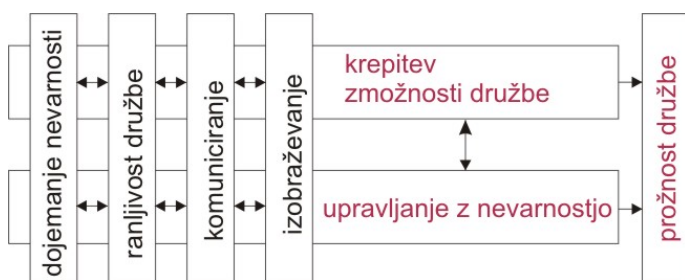 dojemanje nevarnosti
ranljivost družbe
komuniciranje
izobraževanje
krepitev
zmožnosti družbe
upravljanje z nevarnostjo
prožnost družbe